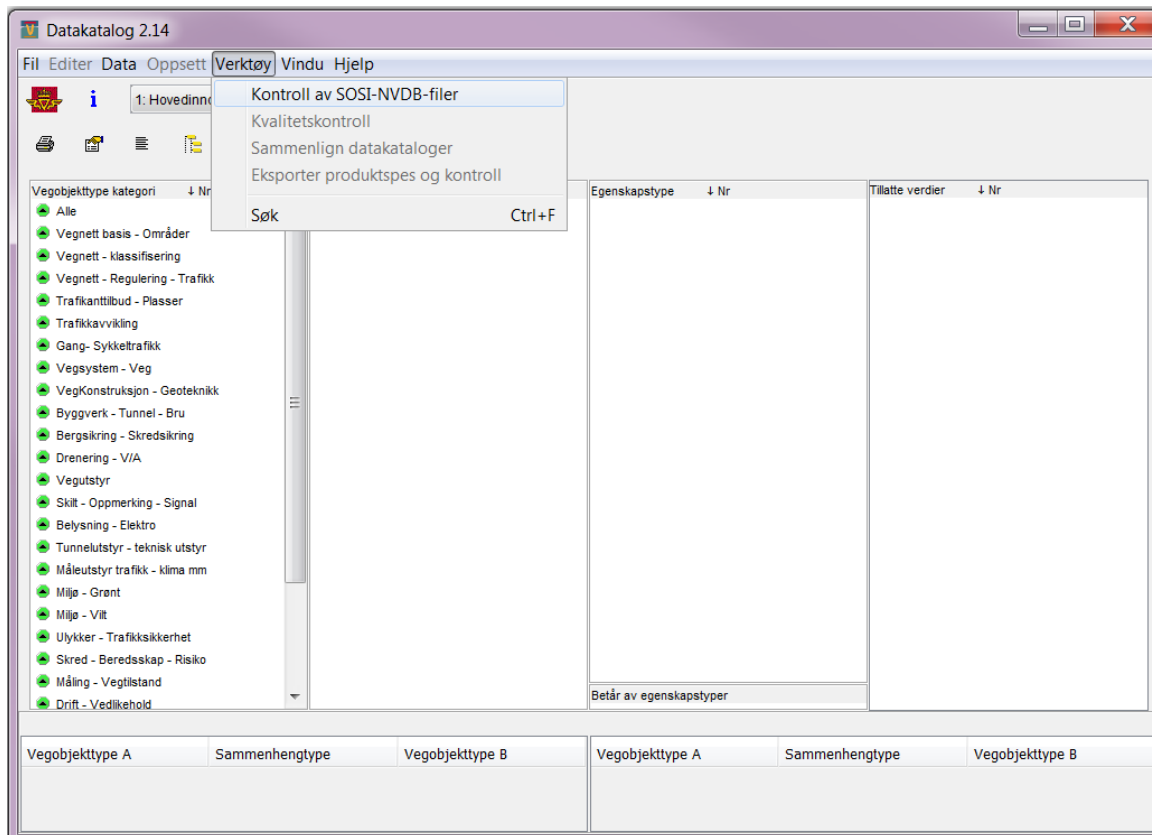 Datakatalog 2.14
Fil Editer Data Oppsett Verktøy Vindu Hjelp
i
1: Hovedinn
Kontroll av SOSI-NVDB-filer
Kvalitetskontroll
Sammenlign datakataloger
Eksporter produktspes og kontroll
Søk Ctrl+F
Vegobjekttype kategori ↓ Nr
Alle
Vegnett basis - Områder
Vegnett - klassifisering
Vegnett - Regulering - Trafikk
Trafikanttilbud - Plasser
Trafikkavvikling
Gang- Sykkeltrafikk
Vegsystem - Veg
VegKonstruksjon - Geoteknikk
Byggverk - Tunnel - Bru
Bergsikring - Skredsikring
Drenering - V/A
Vegutstyr
Skilt - Oppmerking - Signal
Belysning - Elektro
Tunnelutstyr - teknisk utstyr
Måleutstyr trafikk - klima mm
Miljø - Grønt
Miljø - Vilt
Ulykker - Trafikksikkerhet
Skred - Beredsskap - Risiko
Måling - Vegtilstand
Drift - Vedlikehold
Egenskapstype ↓ Nr
Betår av egenskapstyper
Tillatte verdier ↓ Nr
Vegobjekttype A Sammenhengtype Vegobjekttype B
Vegobjekttype A Sammenhengtype Vegobjekttype B